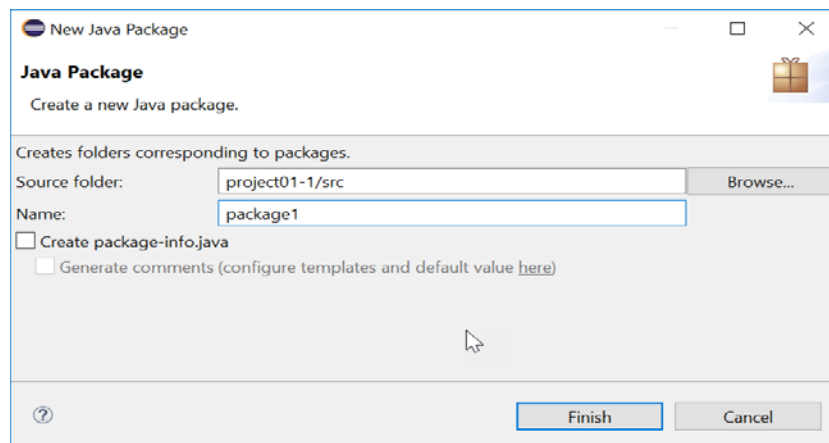 New Java Package
Java Package
Create a new Java package.
Creates folders corresponding to packages.
Source folder: project01-1/src Browse...
Name: package1
Create package-info.java
Generate comments (configure templates and default value here)
Finish Cancel